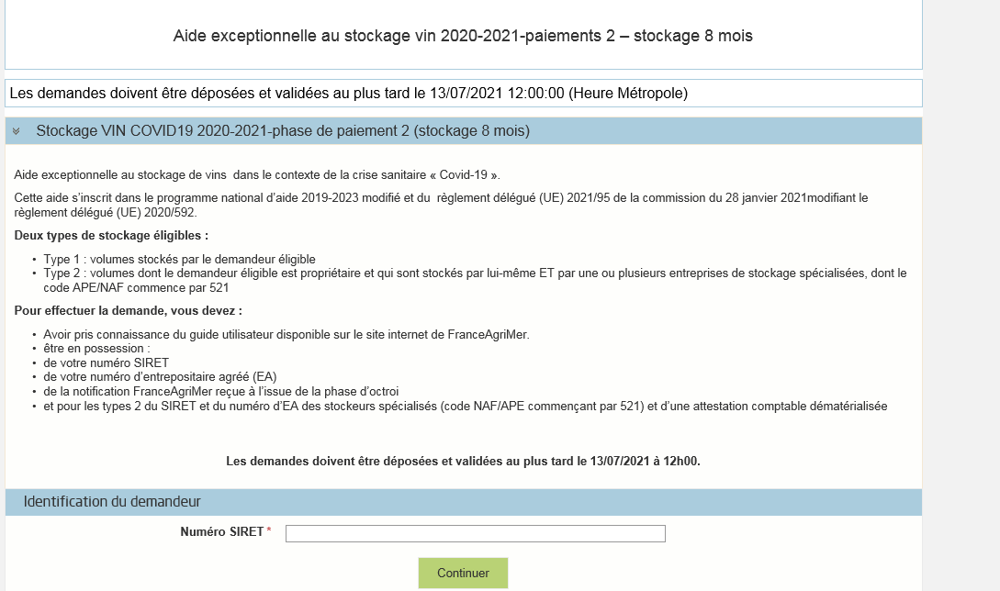 Aide exceptionnelle au stockage vin 2020-2021-paiements 2 – stockage 8 mois
Les demandes doivent être déposées et validées au plus tard le 13/07/2021 12:00:00 (Heure Métropole)
Stockage VIN COVID19 2020-2021-phase de paiement 2 (stockage 8 mois)
Aide exceptionnelle au stockage de vins dans le contexte de la crise sanitaire « Covid-19 ».
Cette aide s'inscrit dans le programme national d'aide 2019-2023 modifié et du règlement délégué (UE) 2021/95 de la commission du 28 janvier 2021modifiant le
règlement délégué (UE) 2020/592.
Deux types de stockage éligibles :
• Type 1 : volumes stockés par le demandeur éligible
• Type 2 : volumes dont le demandeur éligible est propriétaire et qui sont stockés par lui-même ET par une ou plusieurs entreprises de stockage spécialisées, dont le
code APE/NAF commence par 521
Pour effectuer la demande, vous devez :
• Avoir pris connaissance du guide utilisateur disponible sur le site internet de FranceAgriMer.
• être en possession :
• de votre numéro SIRET
• de votre numéro d'entrepositaire agréé (EA)
• de la notification FranceAgriMer reçue à l'issue de la phase d'octroi
• et pour les types 2 du SIRET et du numéro d'EA des stockeurs spécialisés (code NAF/APE commençant par 521) et d'une attestation comptable dématérialisée
Les demandes doivent être déposées et validées au plus tard le 13/07/2021 à 12h00.
Identification du demandeur
Numéro SIRET *
Continuer